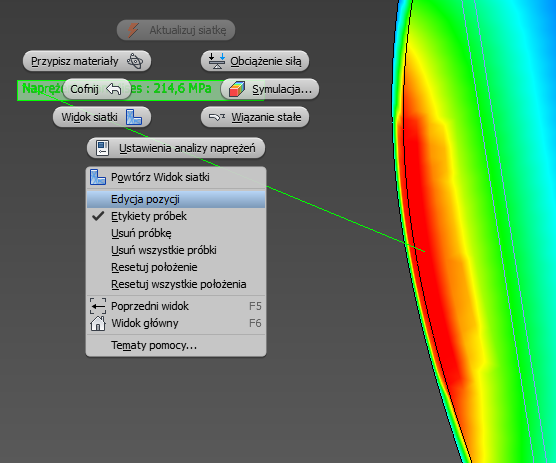 Aktualizuj siatkę
Przypisz materiały
Obciążenie siłą
Cofnij
es : 214,6 MPa
Symulacja...
Widok siatki
Wiązanie stałe
Ustawienia analizy naprężeń
Powtórz Widok siatki
Edycja pozycji
Etykiety próbek
Usuń próbkę
Usuń wszystkie próbki
Resetuj położenie
Resetuj wszystkie położenia
Poprzedni widok F5
Widok główny F6
Tematy pomocy...